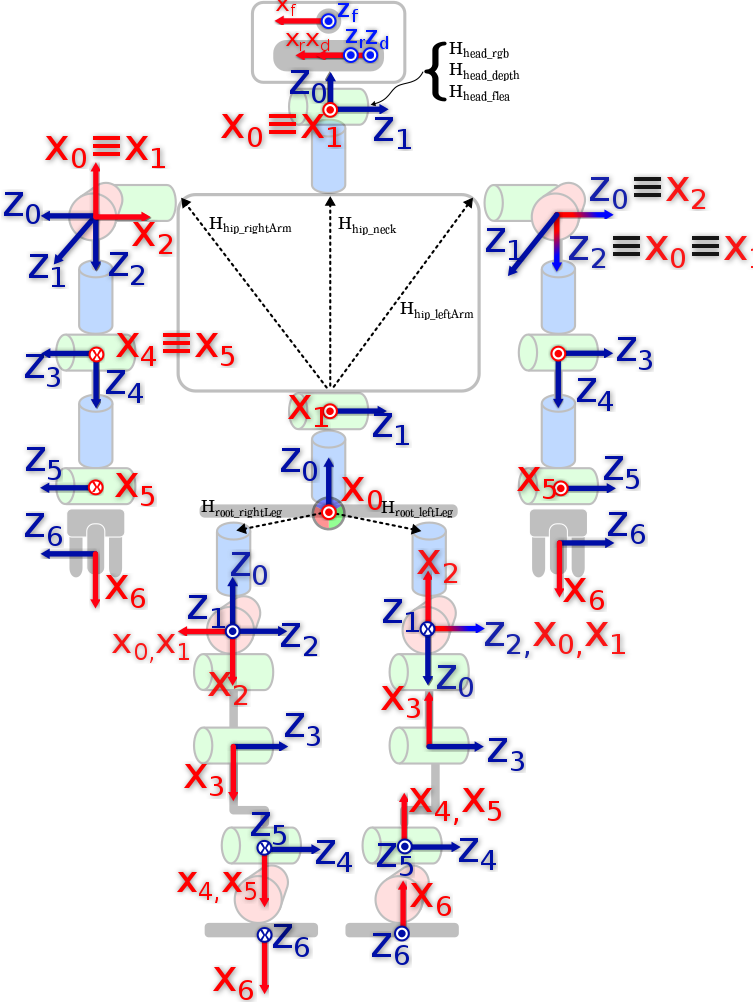 x_f z_f
x_r x_d z_r z_d
H_head_rgb
H_head_depth
H_head_flea
z_0
x_0≡x_1 z_1
x_0≡x_1
z_0 x_2
z_1 z_2
z_0≡x_2
z_1 z_2≡x_0≡x_1
H_hip_rightArm
H_hip_neck
H_hip_leftArm
x_4≡x_5
z_3 z_4
z_3
z_4
x_1 z_1
z_5 x_5
z_0 x_0
x_5 z_5
H_root_rightLeg
H_root_leftLeg
z_6 x_6
z_6 x_6
z_0
z_1 z_2
x_0,x_1
x_2
x_2
z_1 z_2,x_0,x_1
z_0
z_3
x_3
x_3
z_3
z_5 z_4
x_4,x_5
x_4,x_5
z_5 z_4
z_6
x_6
x_6
z_6